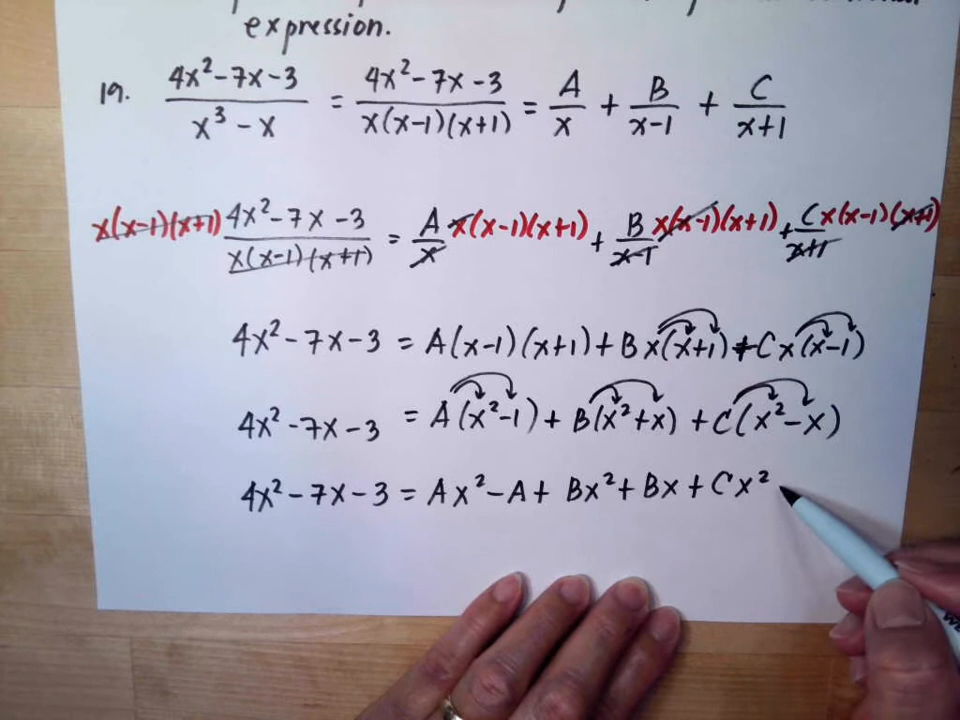 expression.
19. 4x²-7x-3 / x³-x = 4x²-7x-3 / x(x-1)(x+1) = A/x + B/x-1 + C/x+1
x(x-1)(x+1) 4x²-7x-3 / x(x-1)(x+1) = A/x x(x-1)(x+1) + B/x-1 x(x-1)(x+1) + C/x+1 x(x-1)(x+1)
4x²-7x-3 = A(x-1)(x+1)+Bx(x+1)+Cx(x-1)
4x²-7x-3 = A(x²-1)+B(x²+x)+C(x²-x)
4x²-7x-3 = Ax²-A+Bx²+Bx+Cx²